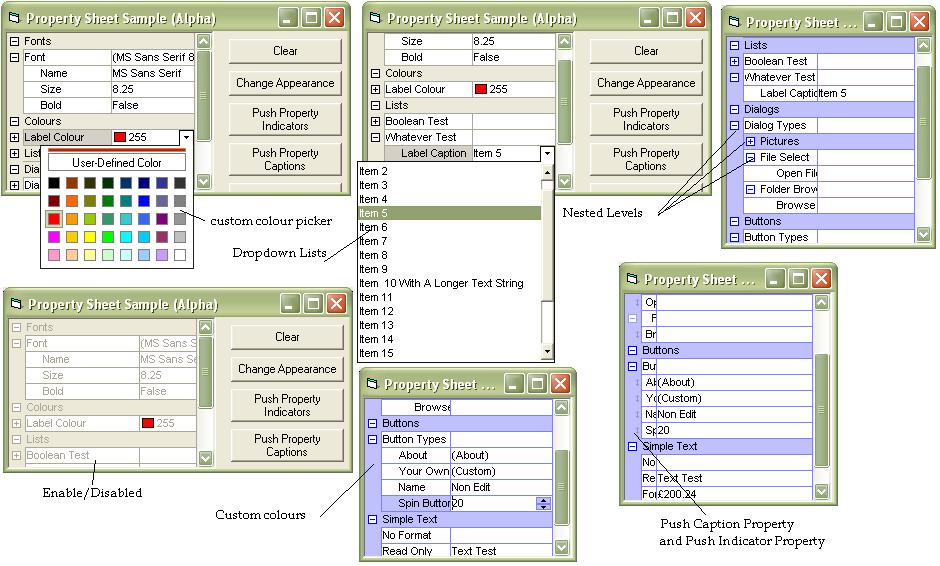 Property Sheet Sample (Alpha)
Fonts
Font (MS Sans Serif 8
Name MS Sans Serif
Size 8.25
Bold False
Colours
Label Colour 255
List
Dia
Dia
User-Defined Color
Clear
Change Appearance
Push Property
Indicators
Push Property
Captions
custom colour picker
Property Sheet Sample (Alpha)
Size 8.25
Bold False
Colours
Label Colour 255
Lists
Boolean Test
Whatever Test
Label Caption Item 5
Item 2
Item 3
Item 4
Item 5
Item 6
Item 7
Item 8
Item 9
Item 10 With A Longer Text String
Item 11
Item 12
Item 13
Item 14
Item 15
Clear
Change Appearance
Push Property
Indicators
Push Property
Captions
Dropdown Lists
Property Sheet ...
Lists
Boolean Test
Whatever Test
Label Captic Item 5
Dialogs
Dialog Types
Pictures
File Select
Open Fil
Folder Brow
Browse
Buttons
Button Types
Nested Levels
Property Sheet Sample (Alpha)
Fonts
Font (MS Sans S
Name MS Sans Se
Size 8.25
Bold False
Colours
Label Colour 255
Lists
Boolean Test
Clear
Change Appearance
Push Property
Indicators
Push Property
Captions
Enable/Disabled
Property Sheet ...
Browse
Buttons
Button Types
About (About)
Your Own (Custom)
Name Non Edit
Spin Button 20
Simple Text
No Format
Read Only Text Test
Custom colours
Property Sheet ...
Op
F
Br
Buttons
Bu
Al (About)
Yo (Custom)
Na Non Edit
Sp 20
Simple Text
No
Re Text Test
For £200.24
Push Caption Property
and Push Indicator Property